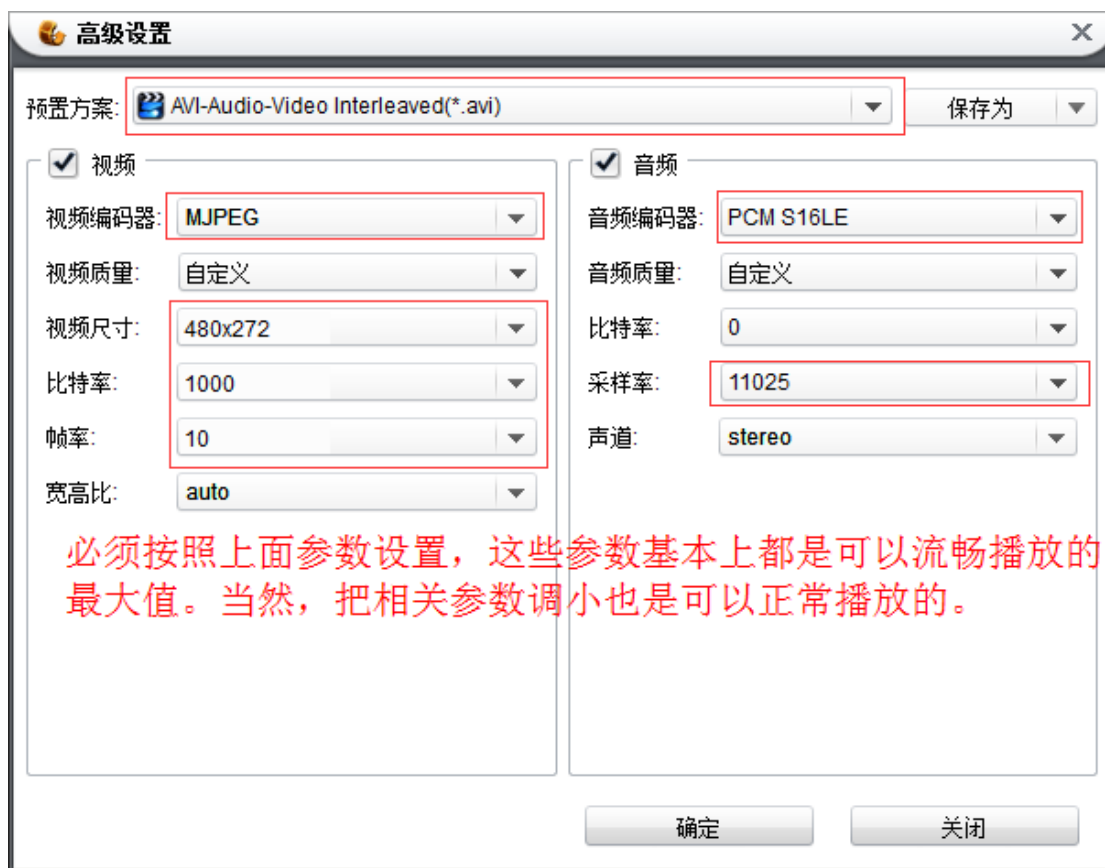 高级设置
预置方案: AVI-Audio-Video Interleaved(*.avi) 保存为
视频
视频编码器: MJPEG
视频质量: 自定义
视频尺寸: 480x272
比特率: 1000
帧率: 10
宽高比: auto
音频
音频编码器: PCM S16LE
音频质量: 自定义
比特率: 0
采样率: 11025
声道: stereo
必须按照上面参数设置，这些参数基本上都是可以流畅播放的
最大值。当然，把相关参数调小也是可以正常播放的。
确定 关闭